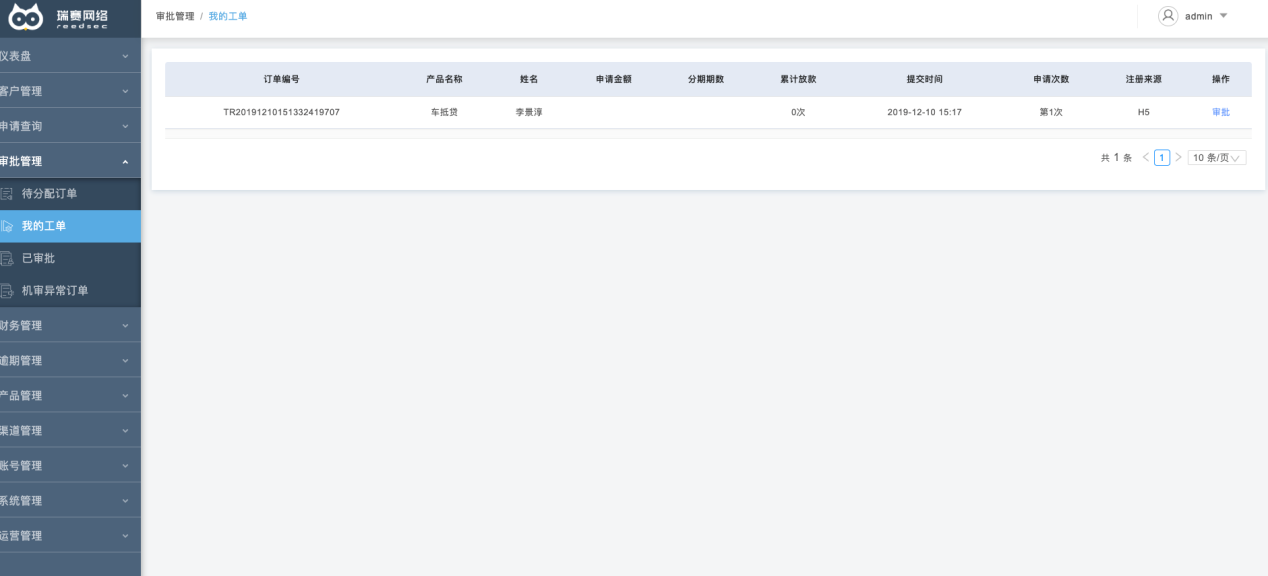 瑞赛网络
reedsec
审批管理 / 我的工单
admin
仪表盘
客户管理
申请查询
审批管理
待分配订单
我的工单
已审批
机审异常订单
财务管理
逾期管理
产品管理
渠道管理
账号管理
系统管理
运营管理
订单编号 产品名称 姓名 申请金额 分期期数 累计放款 提交时间 申请次数 注册来源 操作
TR20191210151332419707 车抵贷 李景淳 0次 2019-12-10 15:17 第1次 H5 审批
共 1 条 < 1 > 10 条/页